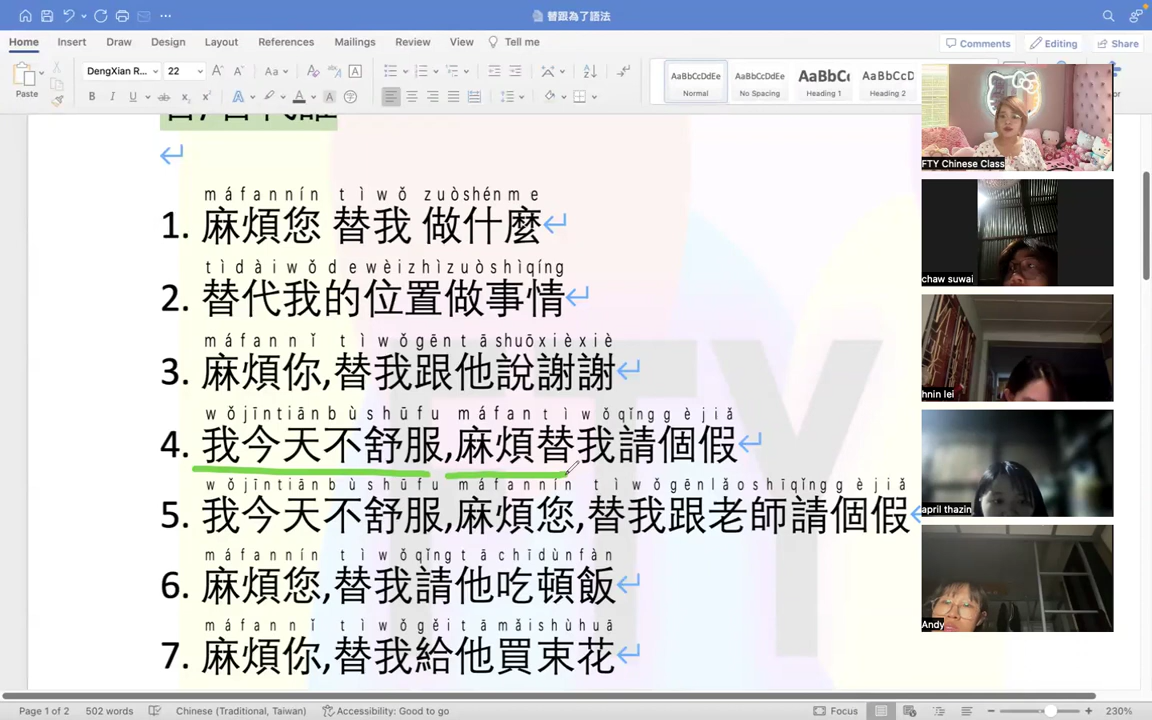 替跟為了語法
Home Insert Draw Design Layout References Mailings Review View Tell me
Comments Editing Share
Paste
DengXian R... 22
AaBbCcDdEe AaBbCcDdEe AaBbC AaBbCcD
Normal No Spacing Heading 1 Heading 2
máfannín tìwǒ zuòshénme
1. 麻煩您 替我 做什麼
tìdàiwǒdewèizhìzuòshìqíng
2. 替代我的位置做事情
máfannǐ tìwǒgēntāshuōxièxiè
3. 麻煩你,替我跟他說謝謝
wǒjīntiānbùshūfu máfantìwǒqǐnggèjiǎ
4. 我今天不舒服,麻煩替我請個假
wǒjīntiānbùshūfu máfannín tìwǒgēnlǎoshīqǐnggèjiǎ
5. 我今天不舒服,麻煩您,替我跟老師請個假
máfannín tìwǒqǐngtāchīdùnfàn
6. 麻煩您,替我請他吃頓飯
máfannǐ tìwǒgěitāmǎishùhuā
7. 麻煩你,替我給他買束花
FTY
FTY Chinese Class
chaw suwai
hnin lei
april thazin
Andy
Page 1 of 2 502 words Chinese (Traditional, Taiwan) Accessibility: Good to go Focus 230%